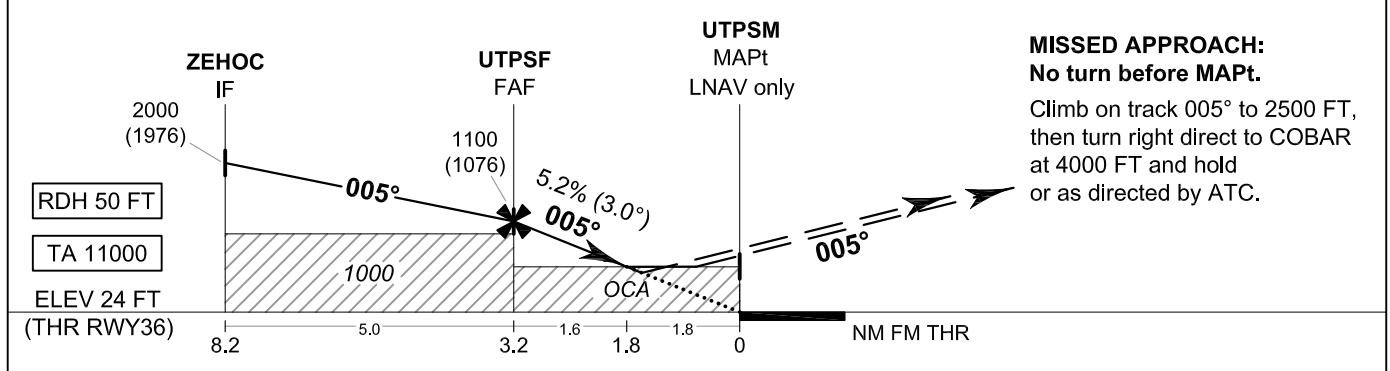 ZEHOC
IF
2000
(1976)
UTPSF
FAF
1100
(1076)
UTPSM
MAPt
LNAV only
MISSED APPROACH:
No turn before MAPt.
Climb on track 005° to 2500 FT,
then turn right direct to COBAR
at 4000 FT and hold
or as directed by ATC.
005°
5.2% (3.0°)
005°
005°
RDH 50 FT
TA 11000
ELEV 24 FT
(THR RWY36)
1000
OCA
5.0
1.6
1.8
8.2
3.2
1.8
0
NM FM THR